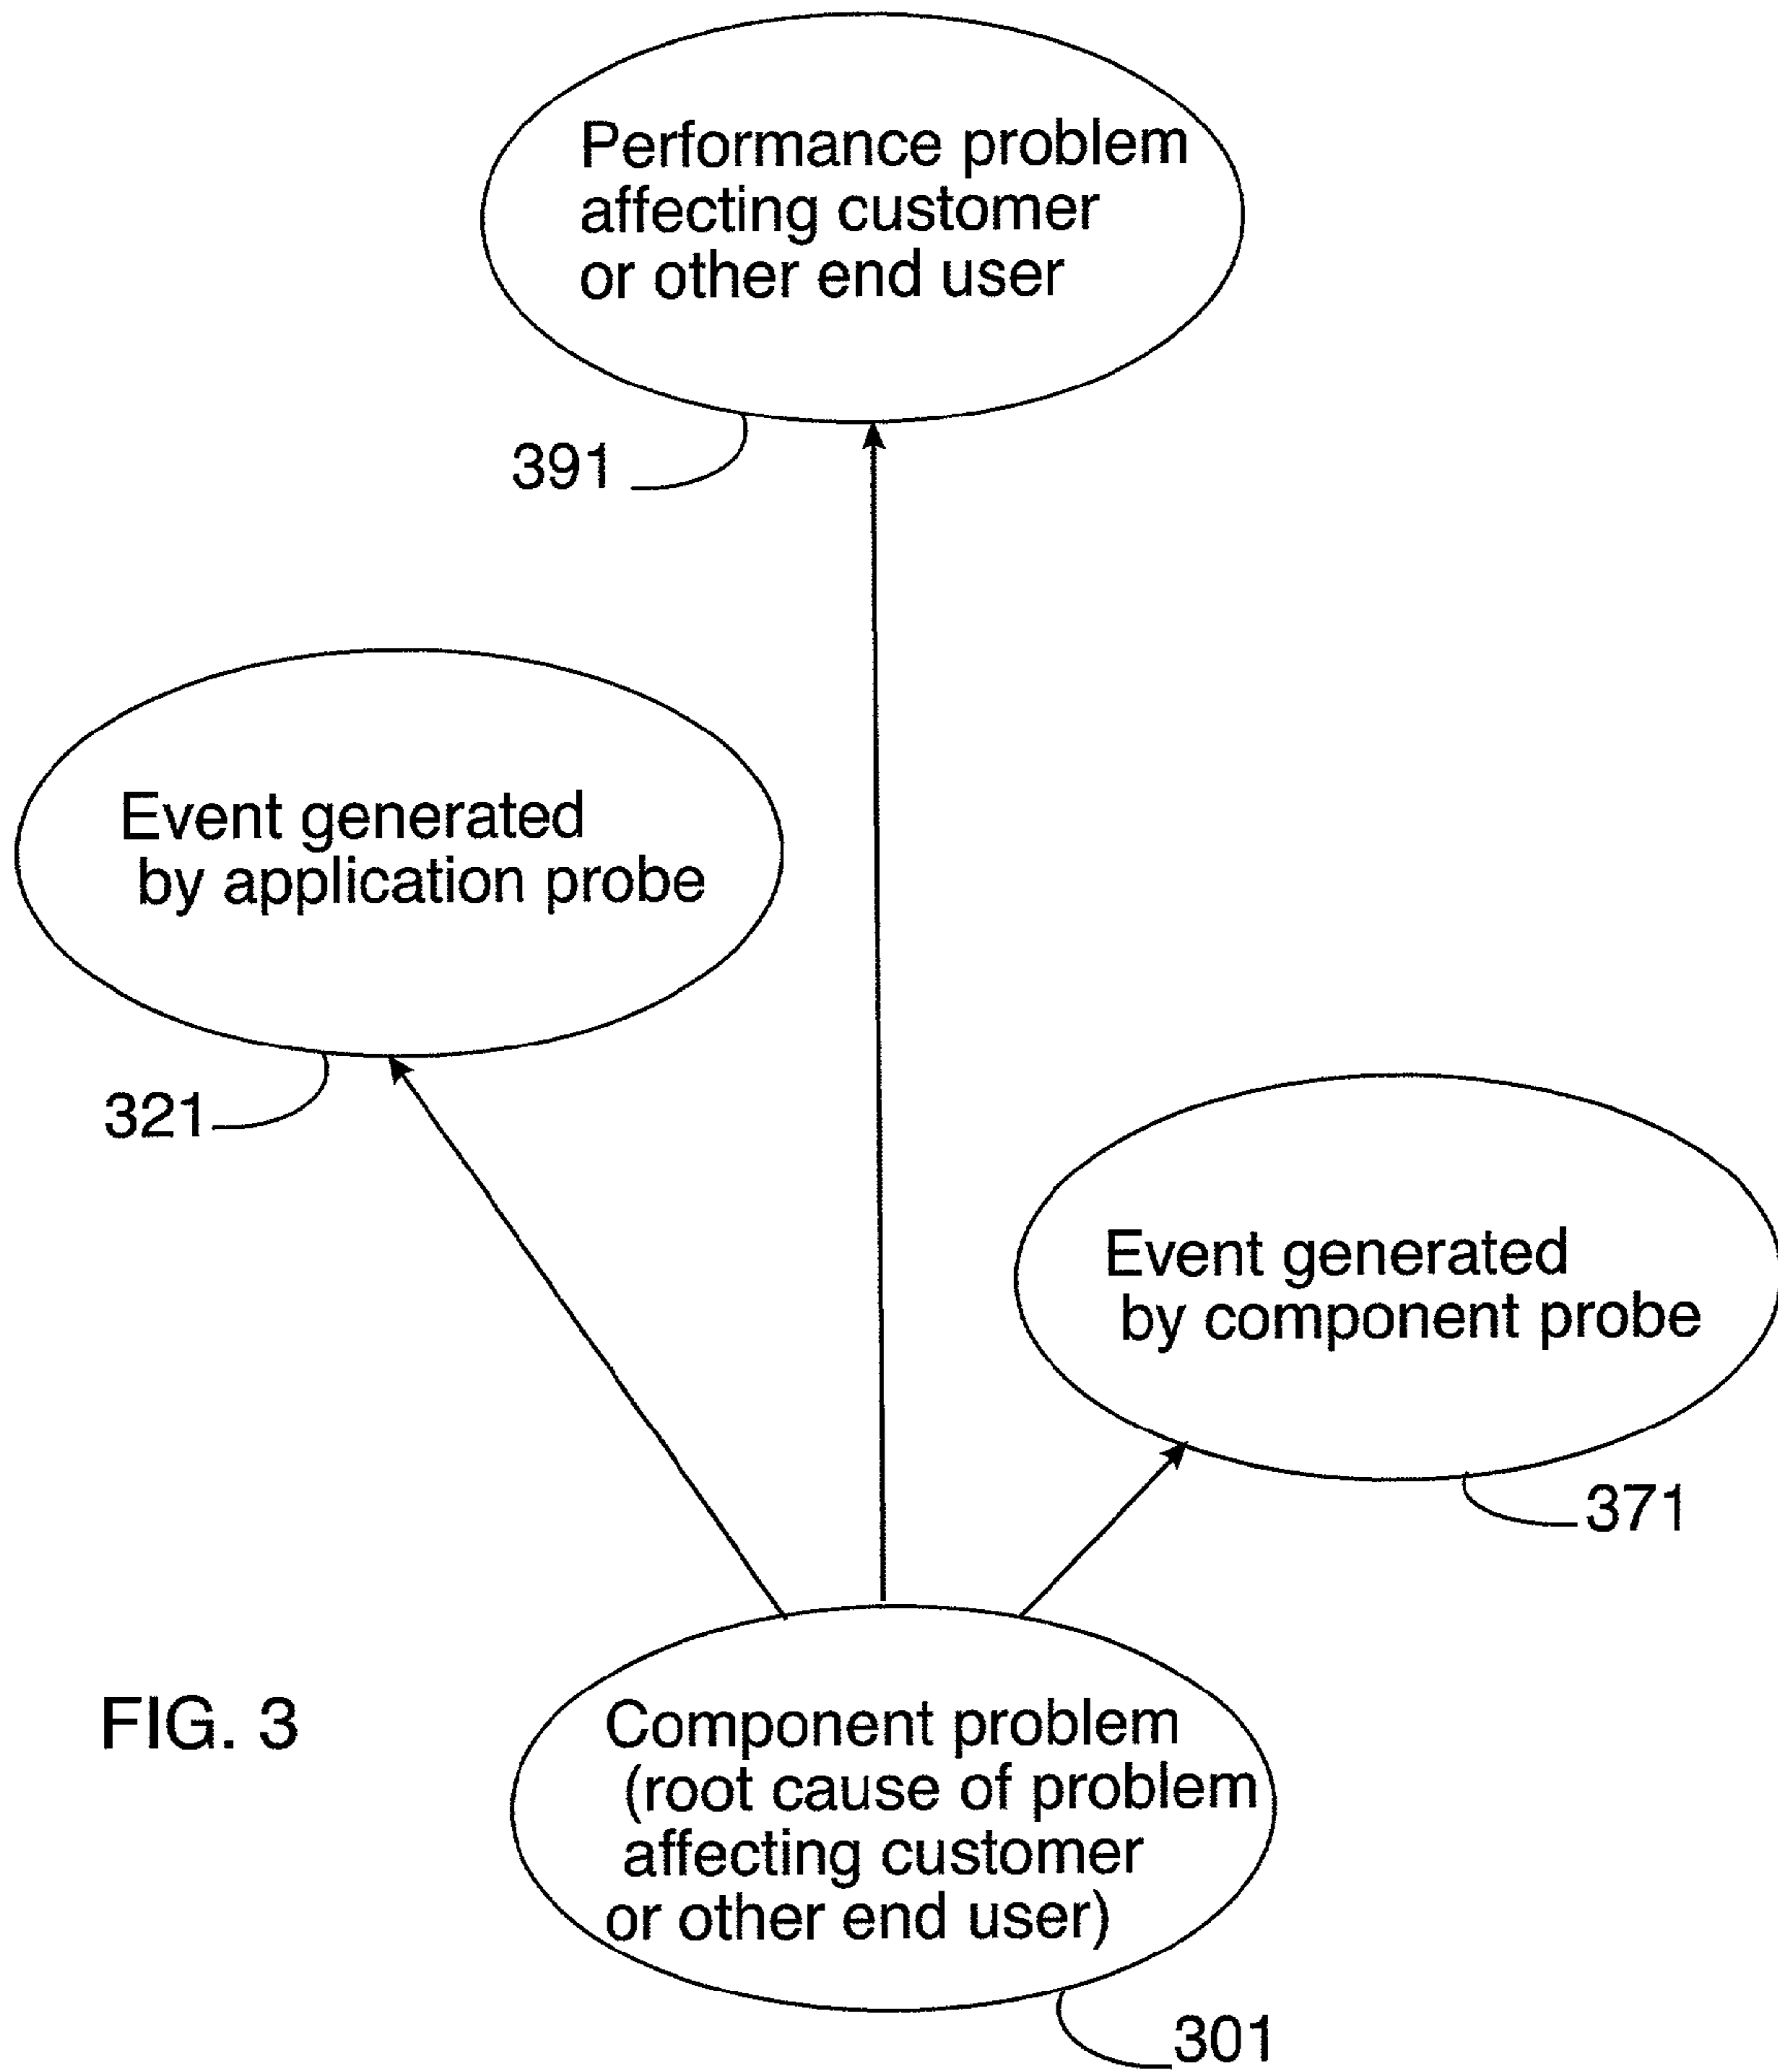 Performance problem
affecting customer
or other end user
391
Event generated
by application probe
321
Event generated
by component probe
371
FIG. 3
Component problem
(root cause of problem
affecting customer
or other end user)
301